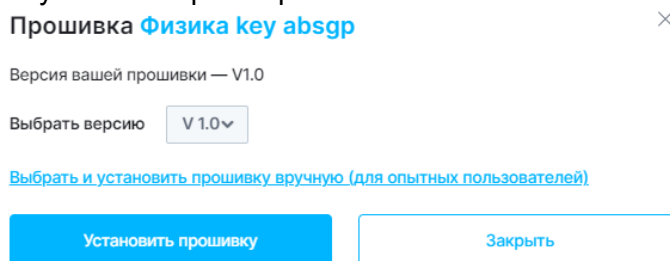 Прошивка Физика key absgp
Версия вашей прошивки — V1.0
Выбрать версию V 1.0
Выбрать и установить прошивку вручную (для опытных пользователей)
Установить прошивку Закрыть